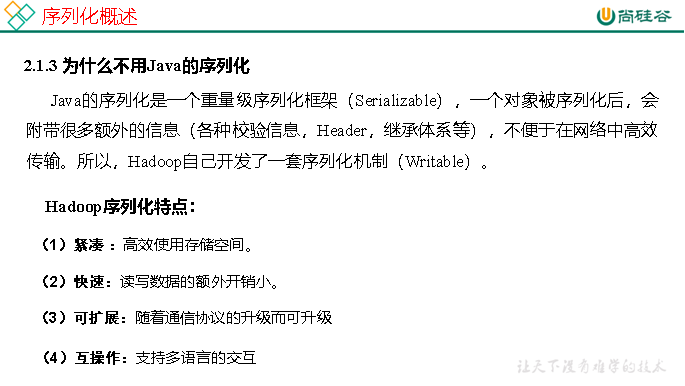 序列化概述
尚硅谷
2.1.3 为什么不用Java的序列化
Java的序列化是一个重量级序列化框架（Serializable），一个对象被序列化后，会
附带很多额外的信息（各种校验信息，Header，继承体系等），不便于在网络中高效
传输。所以，Hadoop自己开发了一套序列化机制（Writable）。
Hadoop序列化特点：
（1）紧凑 ：高效使用存储空间。
（2）快速：读写数据的额外开销小。
（3）可扩展：随着通信协议的升级而可升级
（4）互操作：支持多语言的交互
让天下没有难学的技术